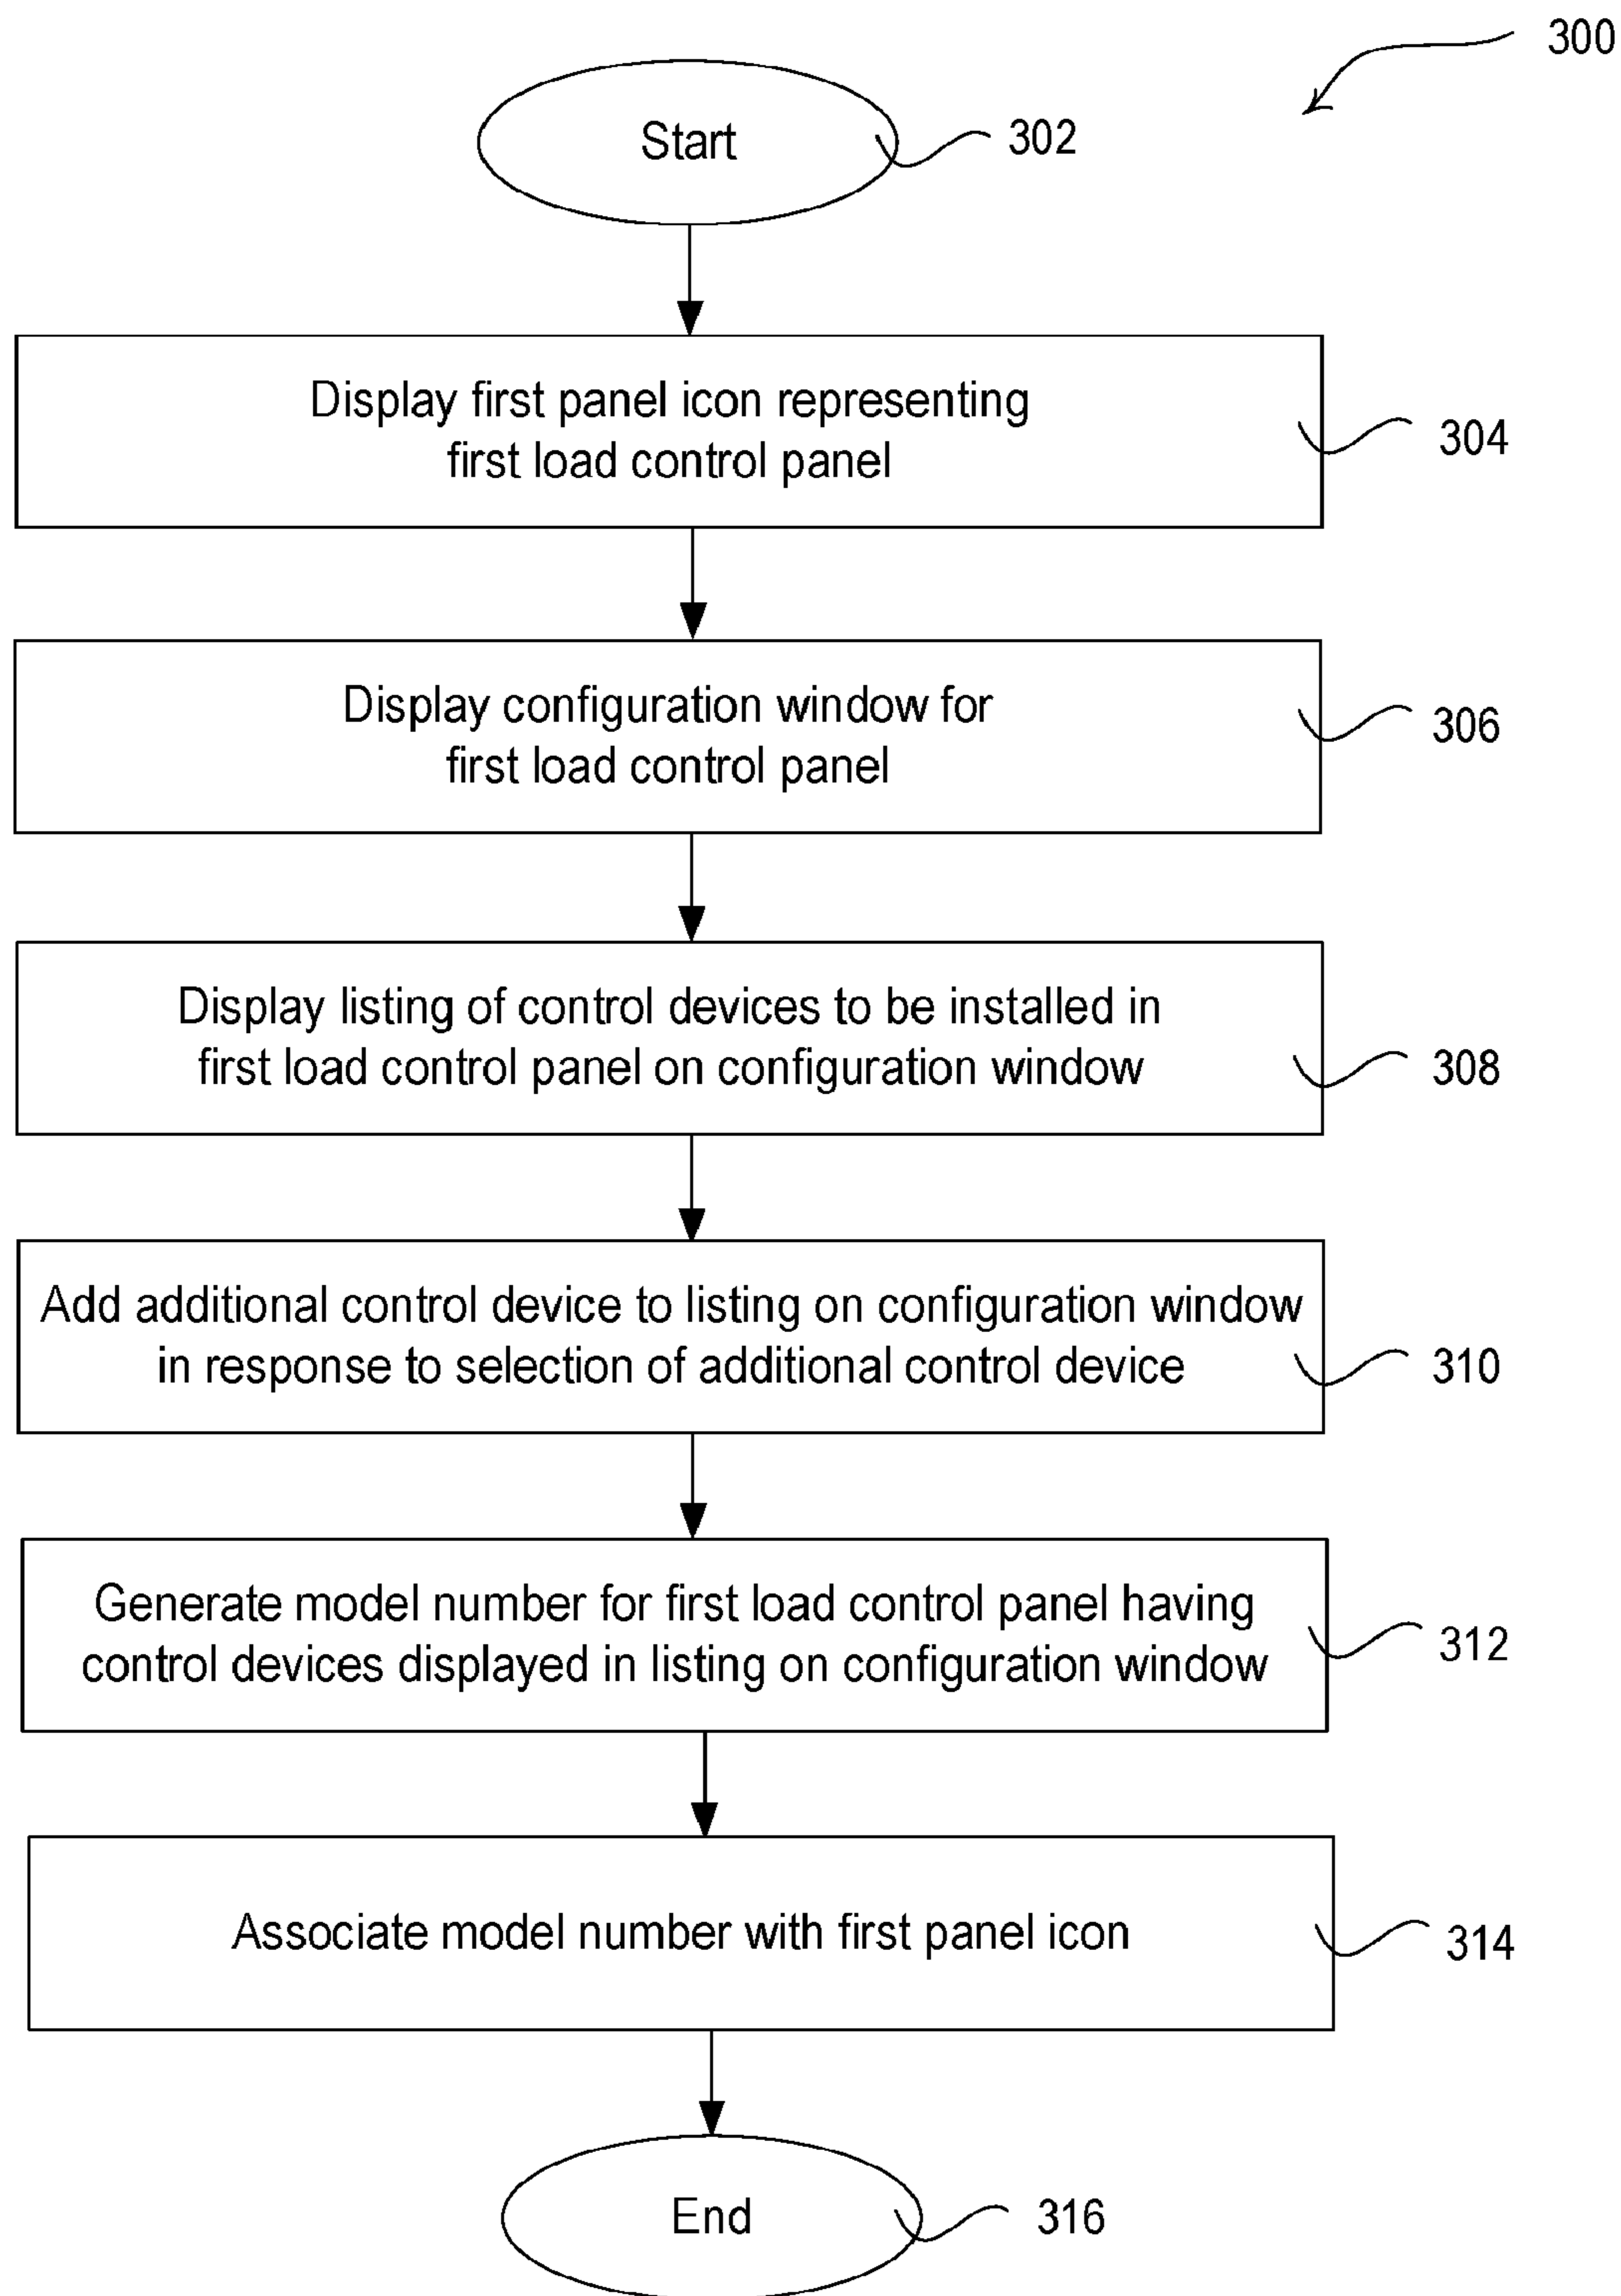 300
Start
302
Display first panel icon representing
first load control panel
304
Display configuration window for
first load control panel
306
Display listing of control devices to be installed in
first load control panel on configuration window
308
Add additional control device to listing on configuration window
in response to selection of additional control device
310
Generate model number for first load control panel having
control devices displayed in listing on configuration window
312
Associate model number with first panel icon
314
End
316